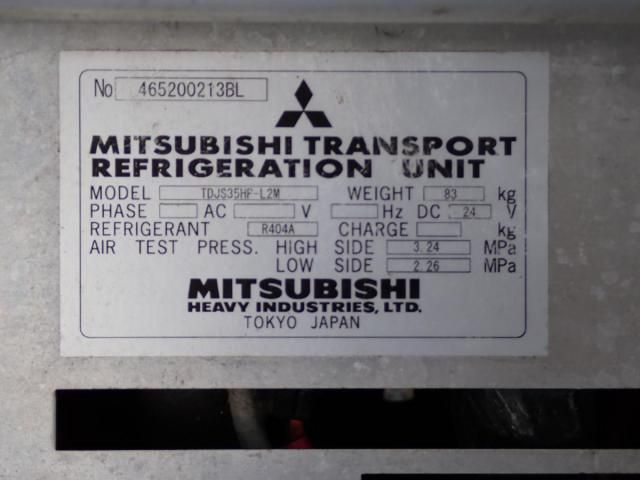 No 465200213BL
MITSUBISHI TRANSPORT
REFRIGERATION UNIT
MODEL TDJS35HP-L2M WEIGHT 83 kg
PHASE AC V Hz DC 24 V
REFRIGERANT R404A CHARGE kg
AIR TEST PRESS. HIGH SIDE 3.24 MPa
LOW SIDE 2.26 MPa
MITSUBISHI
HEAVY INDUSTRIES, LTD.
TOKYO JAPAN